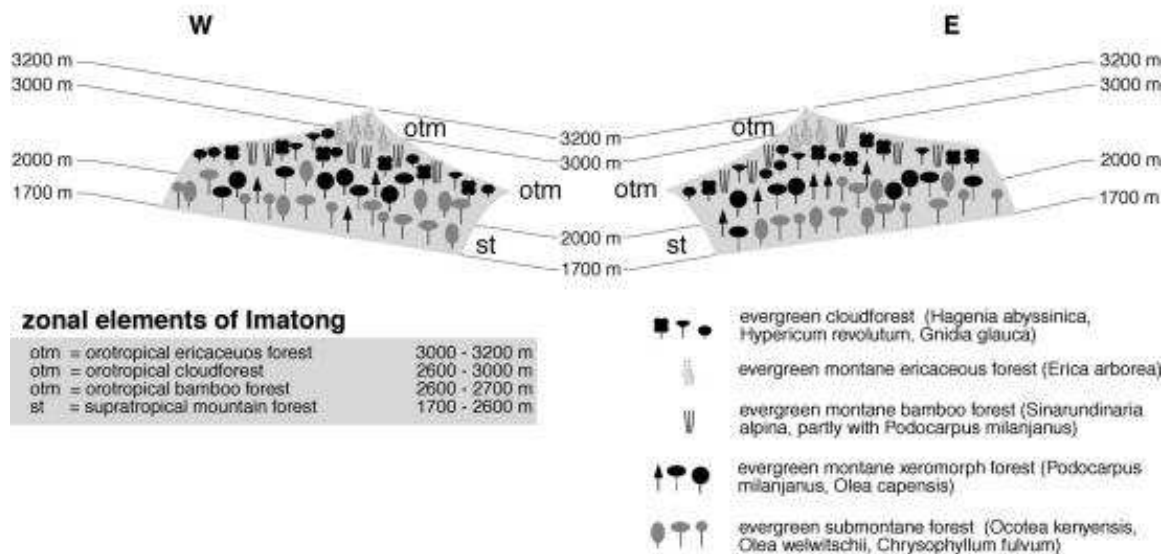 W
E
3200 m
3000 m
2000 m
1700 m
otm
otm
st
3200 m
3000 m
2000 m
1700 m
otm
otm
st
3200 m
3000 m
2000 m
1700 m
zonal elements of Imatong
otm = orotropical ericaceuos forest 3000 - 3200 m
otm = orotropical cloudforest 2600 - 3000 m
otm = orotropical bamboo forest 2600 - 2700 m
st = supratropical mountain forest 1700 - 2600 m
evergreen cloudforest (Hagenia abyssinica,
Hypericum revolutum, Gnidia glauca)
evergreen montane ericaceous forest (Erica arborea)
evergreen montane bamboo forest (Sinarundinaria
alpina, partly with Podocarpus milanjanus)
evergreen montane xeromorph forest (Podocarpus
milanjanus, Olea capensis)
evergreen submontane forest (Ocotea kenyensis,
Olea welwitschii, Chrysophyllum fulvum)